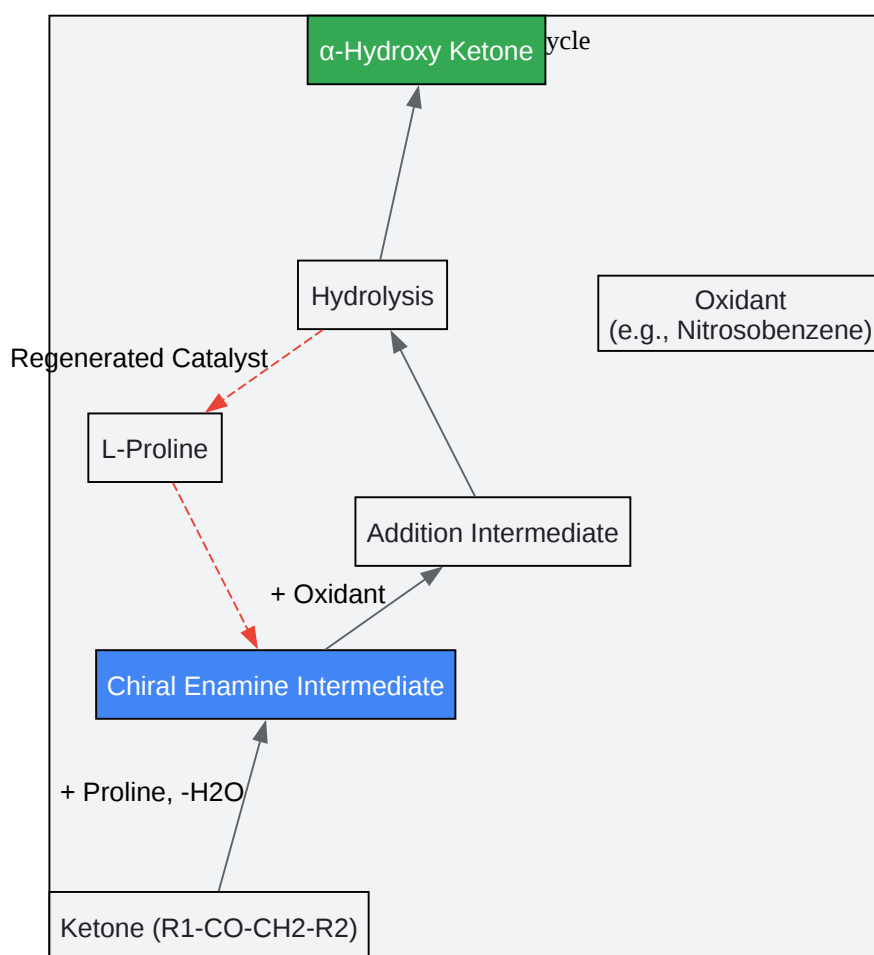 α-Hydroxy Ketone
ycle
Hydrolysis
Oxidant
(e.g., Nitrosobenzene)
Regenerated Catalyst
L-Proline
Addition Intermediate
+ Oxidant
Chiral Enamine Intermediate
+ Proline, -H2O
Ketone (R1-CO-CH2-R2)